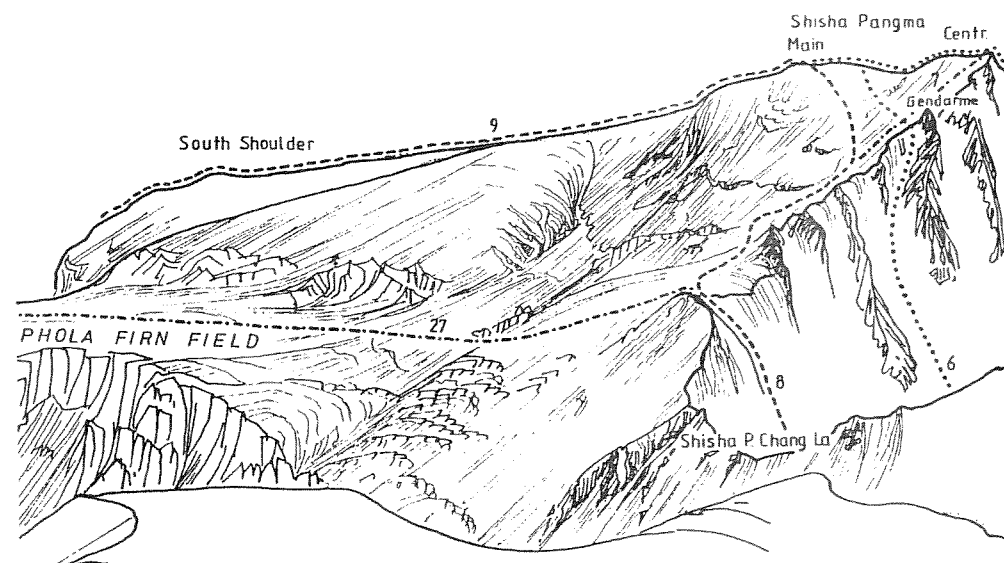 Shisha Pangma
Main
Centr.
Gendarme
9
South Shoulder
27
PHOLA FIRN FIELD
8
6
Shisha P. Chang La